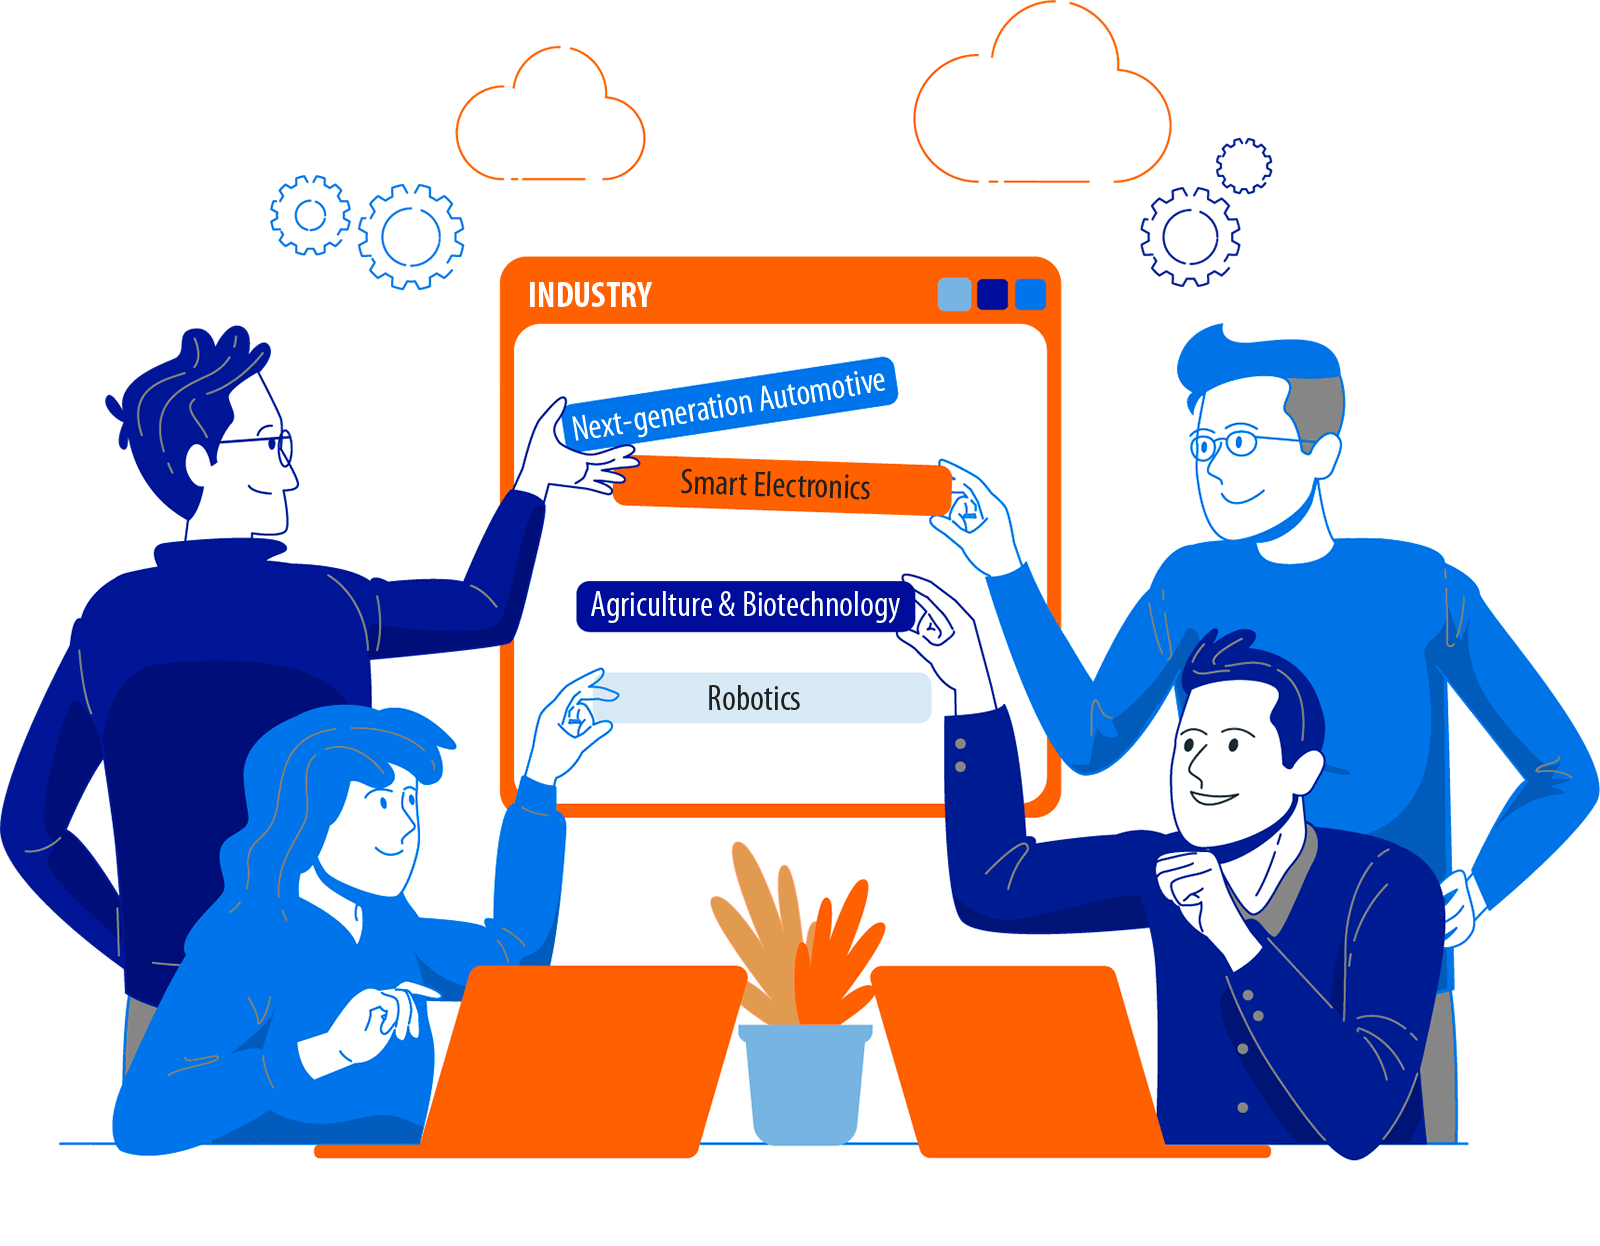 INDUSTRY
Next-generation Automotive
Smart Electronics
Agriculture & Biotechnology
Robotics